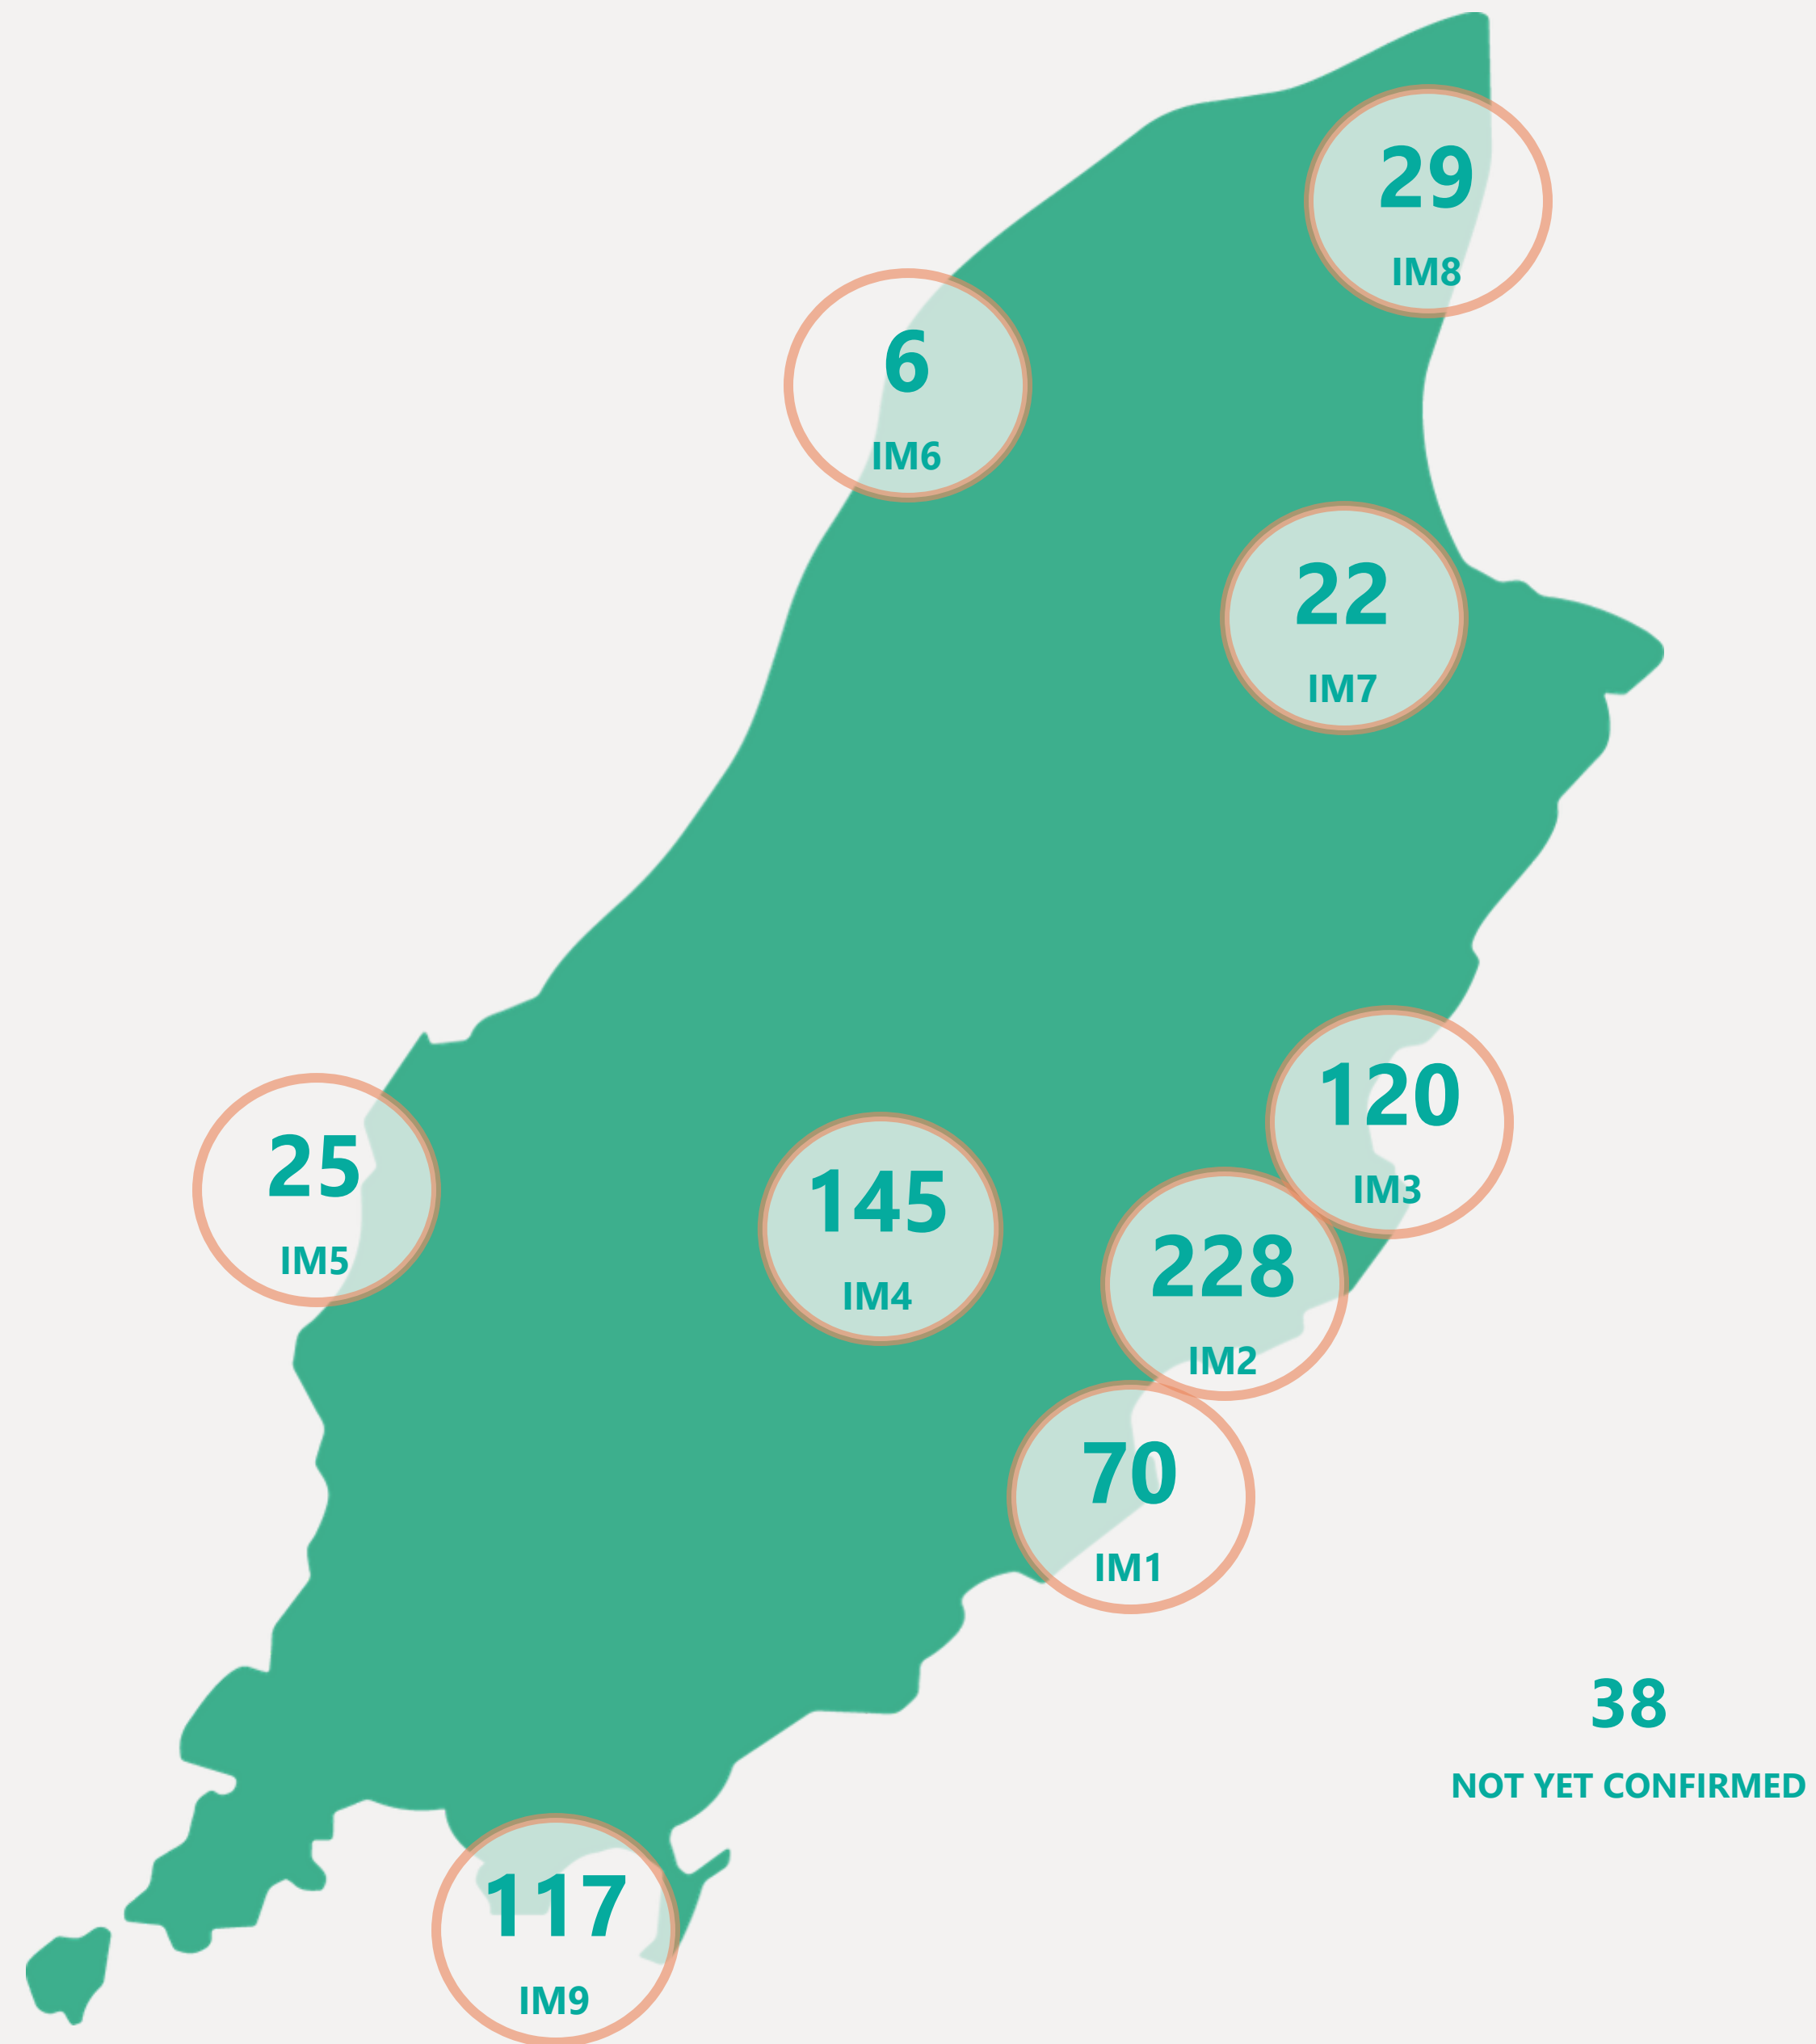 29
IM8
6
IM6
22
IM7
120
IM3
25
IM5
145
IM4
228
IM2
70
IM1
38
NOT YET CONFIRMED
117
IM9